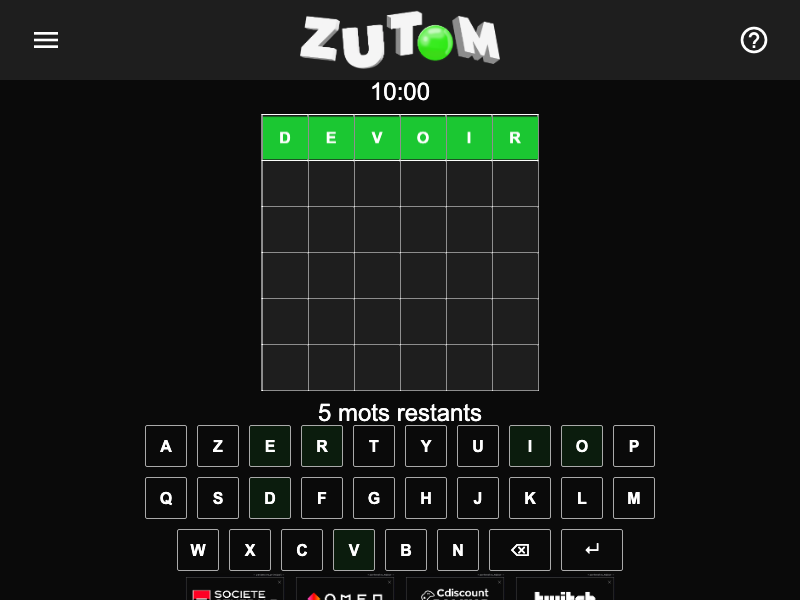 ZUTOM
10:00
D E V O I R
5 mots restants
A Z E R T Y U I O P
Q S D F G H J K L M
W X C V B N
SOCIETE
OMEN
Cdiscount
twitch